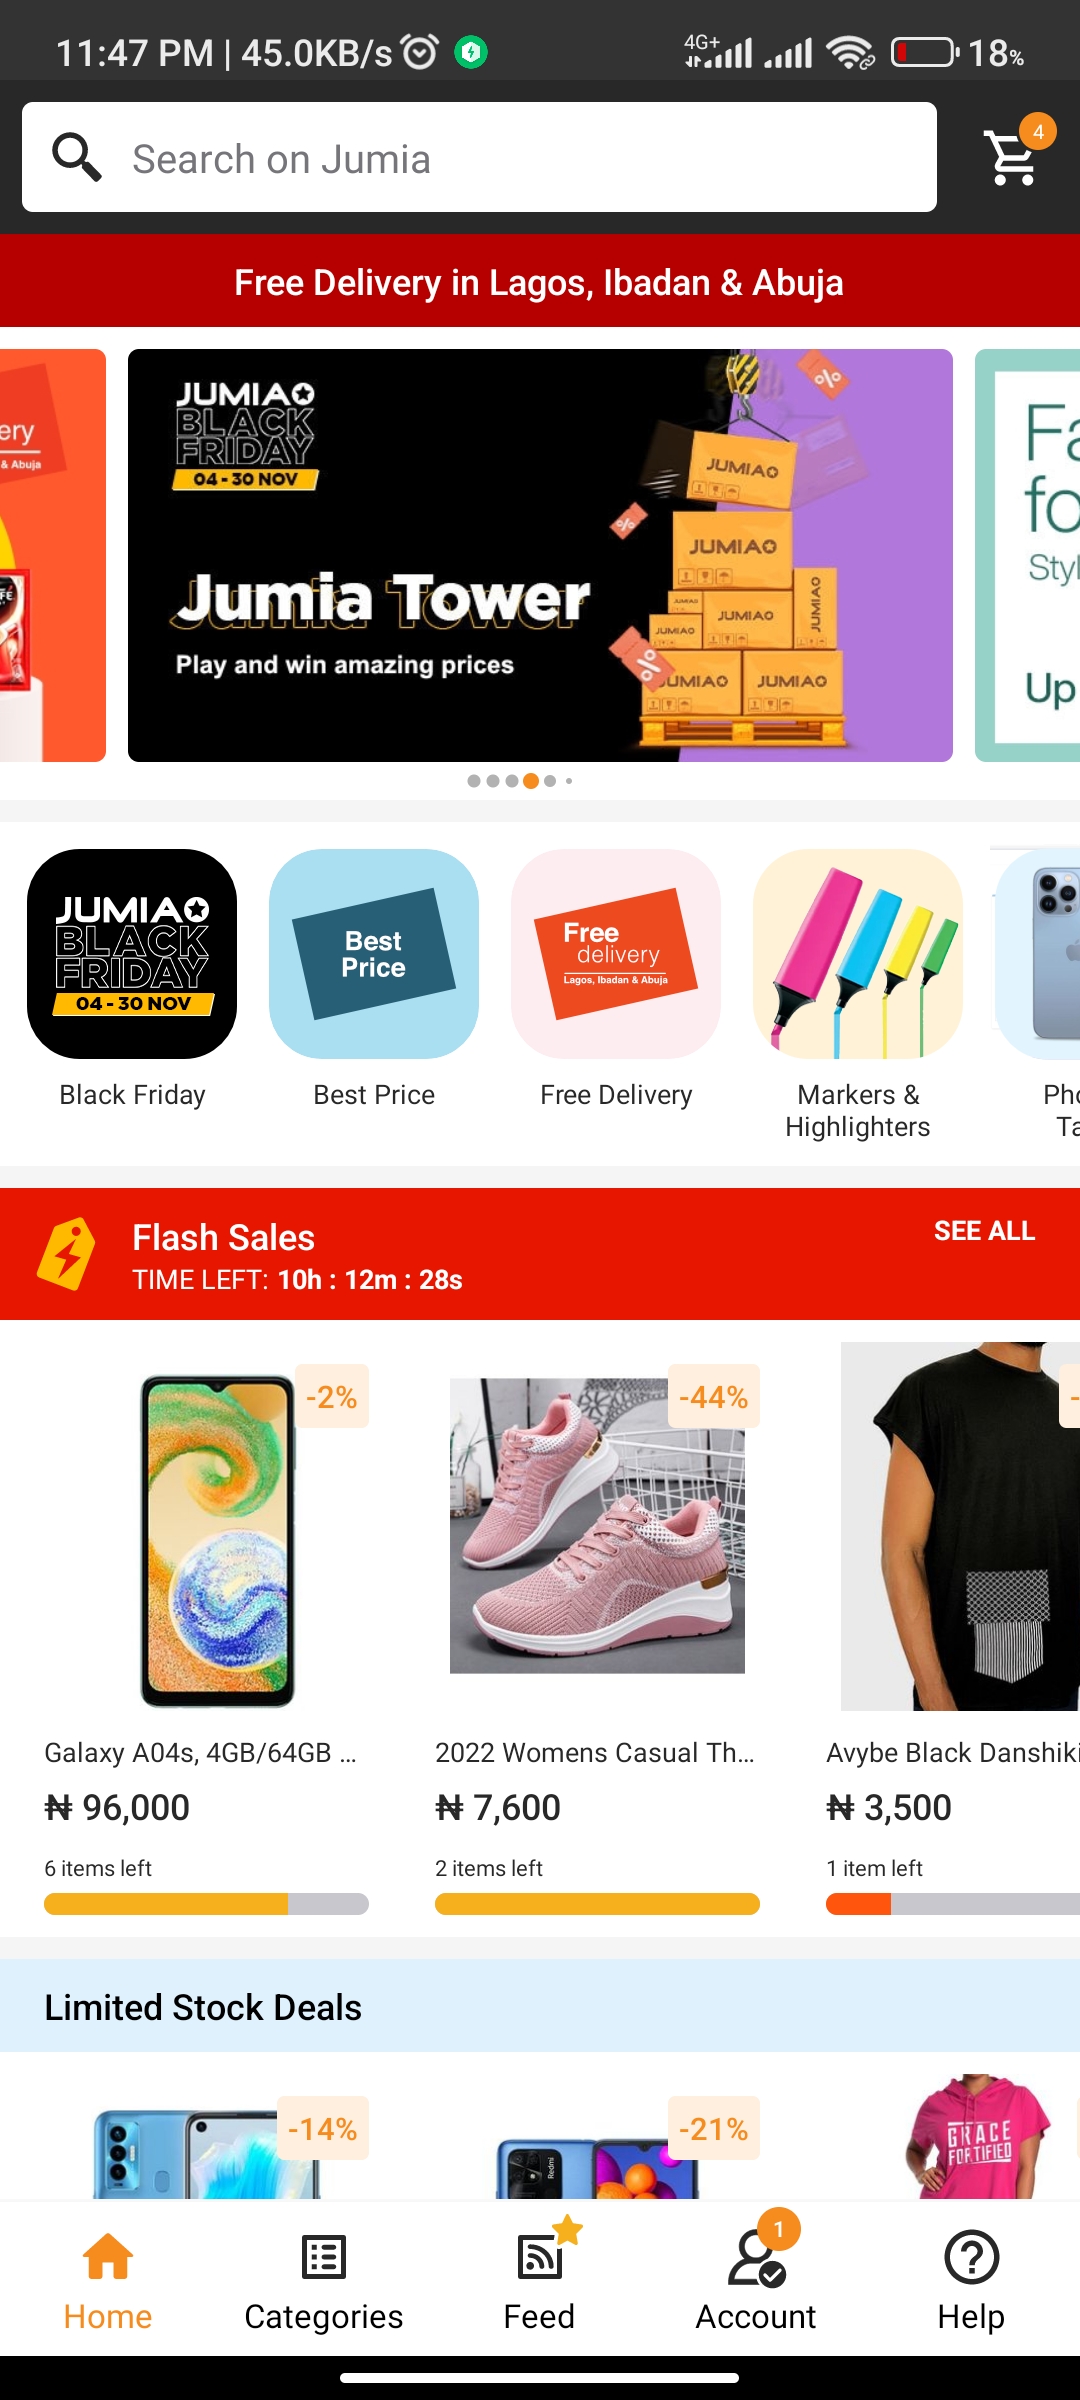 11:47 PM | 45.0KB/s
4G+
18%
Search on Jumia
4
Free Delivery in Lagos, Ibadan & Abuja
ery
& Abuja
JUMIA
BLACK
FRIDAY
04 - 30 NOV
Jumia Tower
Play and win amazing prices
%
JUMIA
%
JUMIA
JUMIA
JUMIA
JUMIA
JUMIA
%
JUMIA
JUMIA
Fa
fo
Styl
Up
JUMIA
BLACK
FRIDAY
04 - 30 NOV
Best
Price
Free
delivery
Lagos, Ibadan & Abuja
Black Friday
Best Price
Free Delivery
Markers &
Highlighters
Pho
Ta
Flash Sales
TIME LEFT: 10h : 12m : 28s
SEE ALL
-2%
-44%
-
Galaxy A04s, 4GB/64GB ...
₦ 96,000
6 items left
2022 Womens Casual Th...
₦ 7,600
2 items left
Avybe Black Danshiki
₦ 3,500
1 item left
Limited Stock Deals
-14%
-21%
Redmi
GRACE
FORTIFIED
1
Home
Categories
Feed
Account
Help